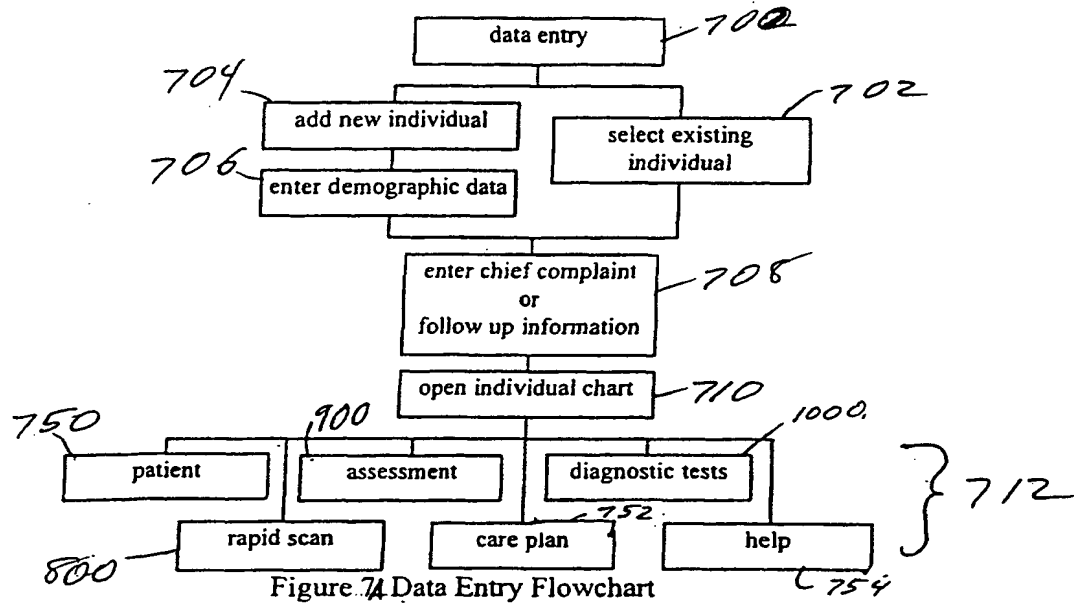 data entry
700
704
702
add new individual
select existing
individual
706
enter demographic data
enter chief complaint
or
follow up information
708
open individual chart
710
750
900
1000.
patient
assessment
diagnostic tests
712
752
rapid scan
care plan
help
800
754
Figure 7A Data Entry Flowchart